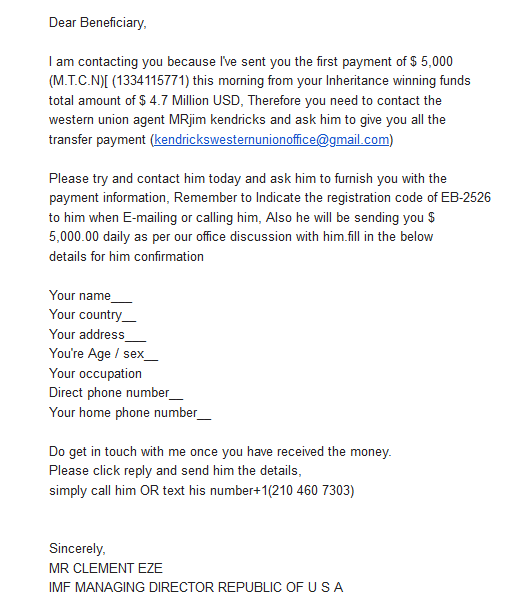 Dear Beneficiary,
I am contacting you because I've sent you the first payment of $ 5,000
(M.T.C.N)[ (1334115771) this morning from your Inheritance winning funds
total amount of $ 4.7 Million USD, Therefore you need to contact the
western union agent MRjim kendricks and ask him to give you all the
transfer payment (kendrickswesternunionoffice@gmail.com)
Please try and contact him today and ask him to furnish you with the
payment information, Remember to Indicate the registration code of EB-2526
to him when E-mailing or calling him, Also he will be sending you $
5,000.00 daily as per our office discussion with him.fill in the below
details for him confirmation
Your name___
Your country__
Your address___
You're Age / sex__
Your occupation
Direct phone number__
Your home phone number__
Do get in touch with me once you have received the money.
Please click reply and send him the details,
simply call him OR text his number+1(210 460 7303)
Sincerely,
MR CLEMENT EZE
IMF MANAGING DIRECTOR REPUBLIC OF U S A